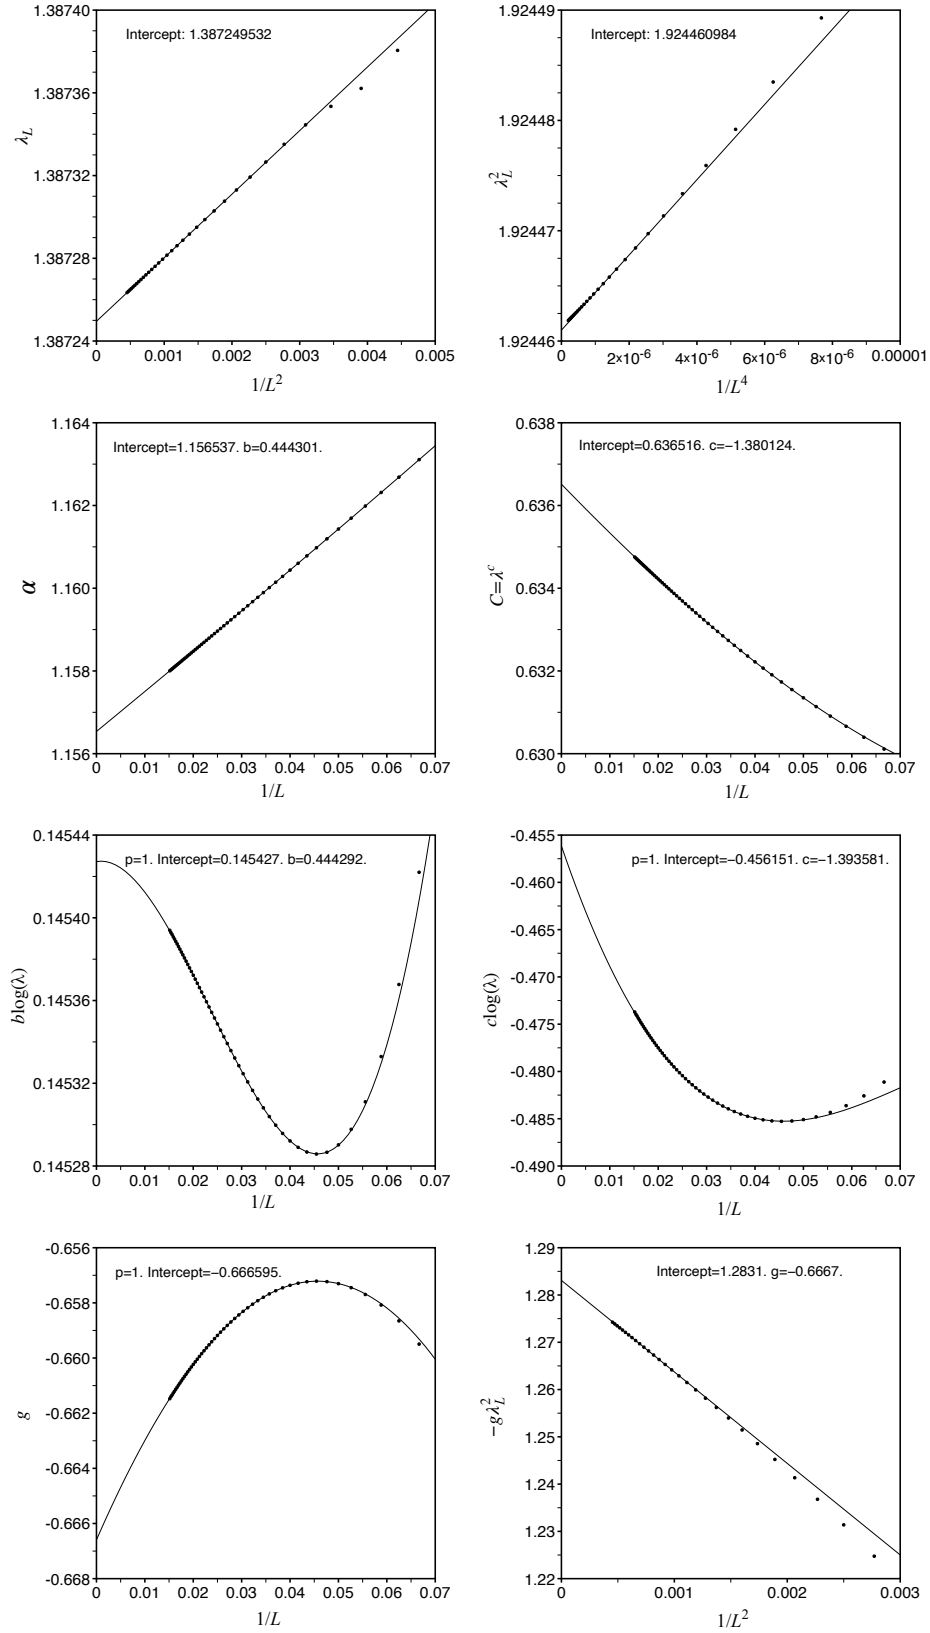 Intercept: 1.387249532
1.38740
1.38736
1.38732
1.38728
1.38724
λ_L
0 0.001 0.002 0.003 0.004 0.005
1/L²
Intercept: 1.924460984
1.92449
1.92448
1.92447
1.92446
λ_L²
0 2×10⁻⁶ 4×10⁻⁶ 6×10⁻⁶ 8×10⁻⁶ 0.00001
1/L⁴
Intercept=1.156537. b=0.444301.
1.164
1.162
1.160
1.158
1.156
α
0 0.01 0.02 0.03 0.04 0.05 0.06 0.07
1/L
Intercept=0.636516. c=−1.380124.
0.638
0.636
0.634
0.632
0.630
C=λᶜ
0 0.01 0.02 0.03 0.04 0.05 0.06 0.07
1/L
p=1. Intercept=0.145427. b=0.444292.
0.14544
0.14540
0.14536
0.14532
0.14528
blog(λ)
0 0.01 0.02 0.03 0.04 0.05 0.06 0.07
1/L
p=1. Intercept=−0.456151. c=−1.393581.
-0.455
-0.460
-0.465
-0.470
-0.475
-0.480
-0.485
-0.490
clog(λ)
0 0.01 0.02 0.03 0.04 0.05 0.06 0.07
1/L
p=1. Intercept=−0.666595.
-0.656
-0.658
-0.660
-0.662
-0.664
-0.666
-0.668
g
0 0.01 0.02 0.03 0.04 0.05 0.06 0.07
1/L
Intercept=1.2831. g=−0.6667.
1.29
1.28
1.27
1.26
1.25
1.24
1.23
1.22
−gλ_L²
0 0.001 0.002 0.003
1/L²